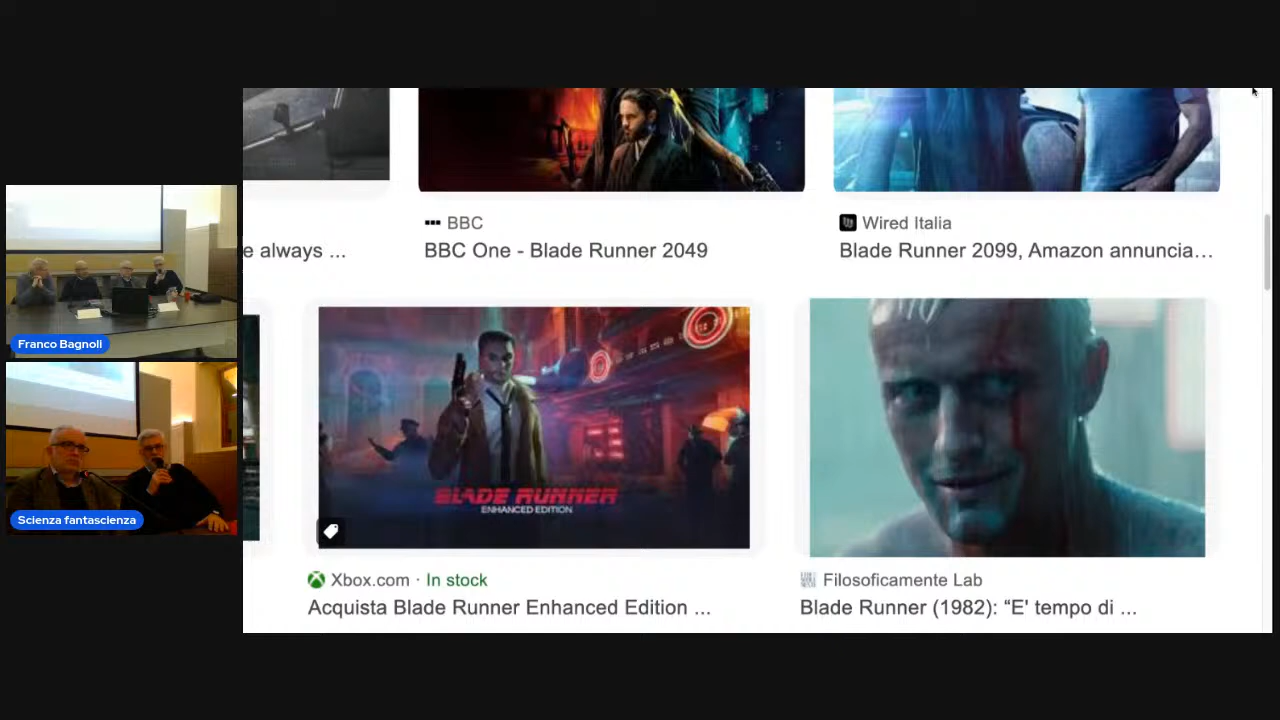 Franco Bagnoli
Scienza fantascienza
BBC
Wired Italia
e always ...
BBC One - Blade Runner 2049
Blade Runner 2099, Amazon annuncia...
BLADE RUNNER
ENHANCED EDITION
Xbox.com · In stock
Filosoficamente Lab
Acquista Blade Runner Enhanced Edition ...
Blade Runner (1982): “E' tempo di ...